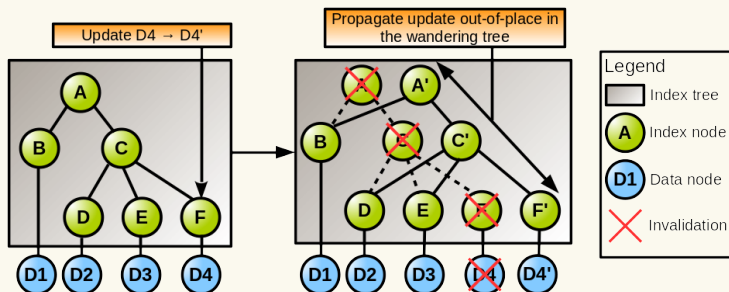 Update D4 → D4'
Propagate update out-of-place in
the wandering tree
A
B
C
D
E
F
D1
D2
D3
D4
A
A'
B
C
C'
D
E
F
F'
D1
D2
D3
D4
D4'
Legend
Index tree
A
Index node
D1
Data node
Invalidation